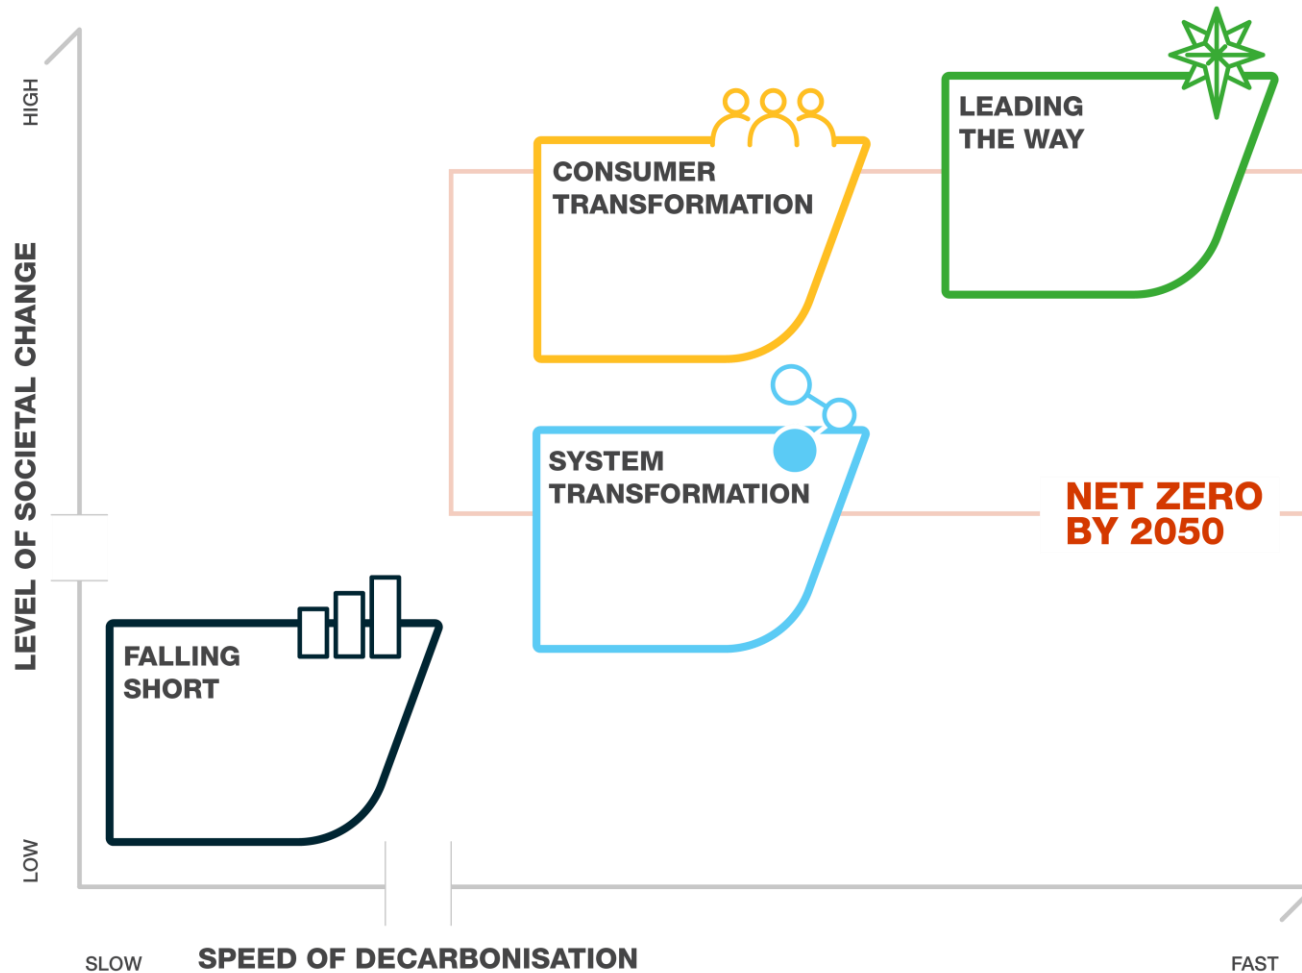 HIGH
LEVEL OF SOCIETAL CHANGE
LOW
LEADING
THE WAY
CONSUMER
TRANSFORMATION
SYSTEM
TRANSFORMATION
NET ZERO
BY 2050
FALLING
SHORT
SLOW
SPEED OF DECARBONISATION
FAST